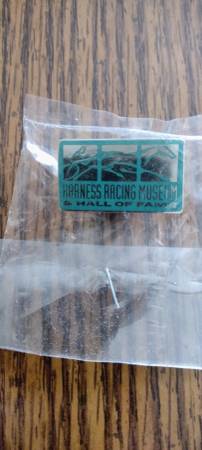 HARNESS RACING MUSEUM
& HALL OF FAME